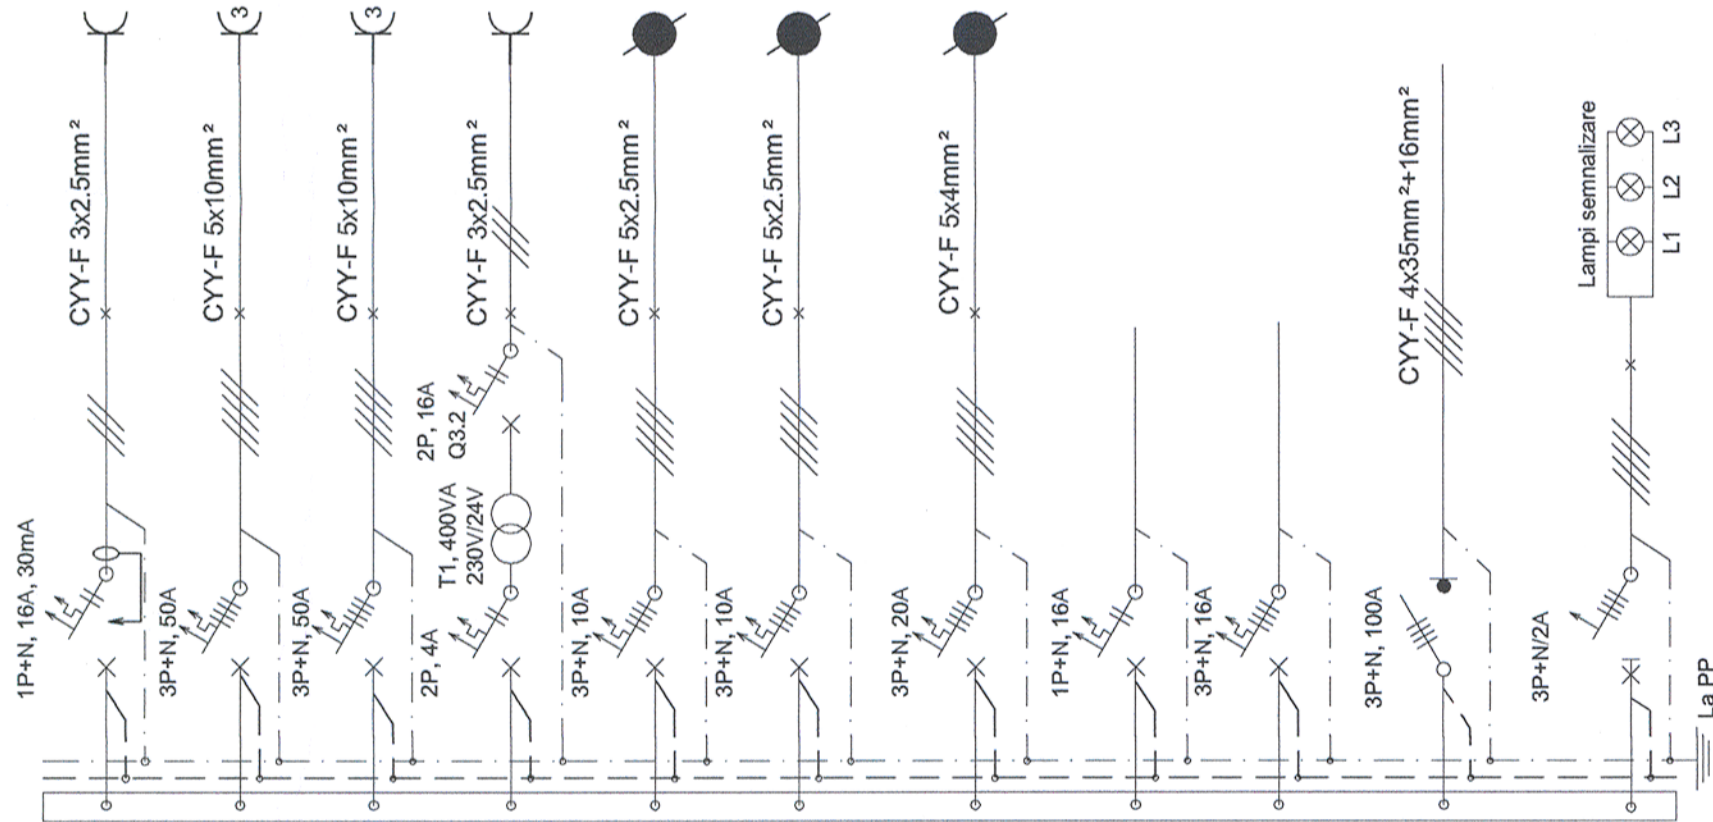 3
3
CYY-F 3x2.5mm²
CYY-F 5x10mm²
CYY-F 5x10mm²
CYY-F 3x2.5mm²
CYY-F 5x2.5mm²
CYY-F 5x2.5mm²
CYY-F 5x4mm²
CYY-F 4x35mm²+16mm²
Lampi semnalizare
L1
L2
L3
2P, 16A
Q3.2
T1, 400VA
230V/24V
1P+N, 16A, 30mA
3P+N, 50A
3P+N, 50A
2P, 4A
3P+N, 10A
3P+N, 10A
3P+N, 20A
1P+N, 16A
3P+N, 16A
3P+N, 100A
3P+N/2A
La PP